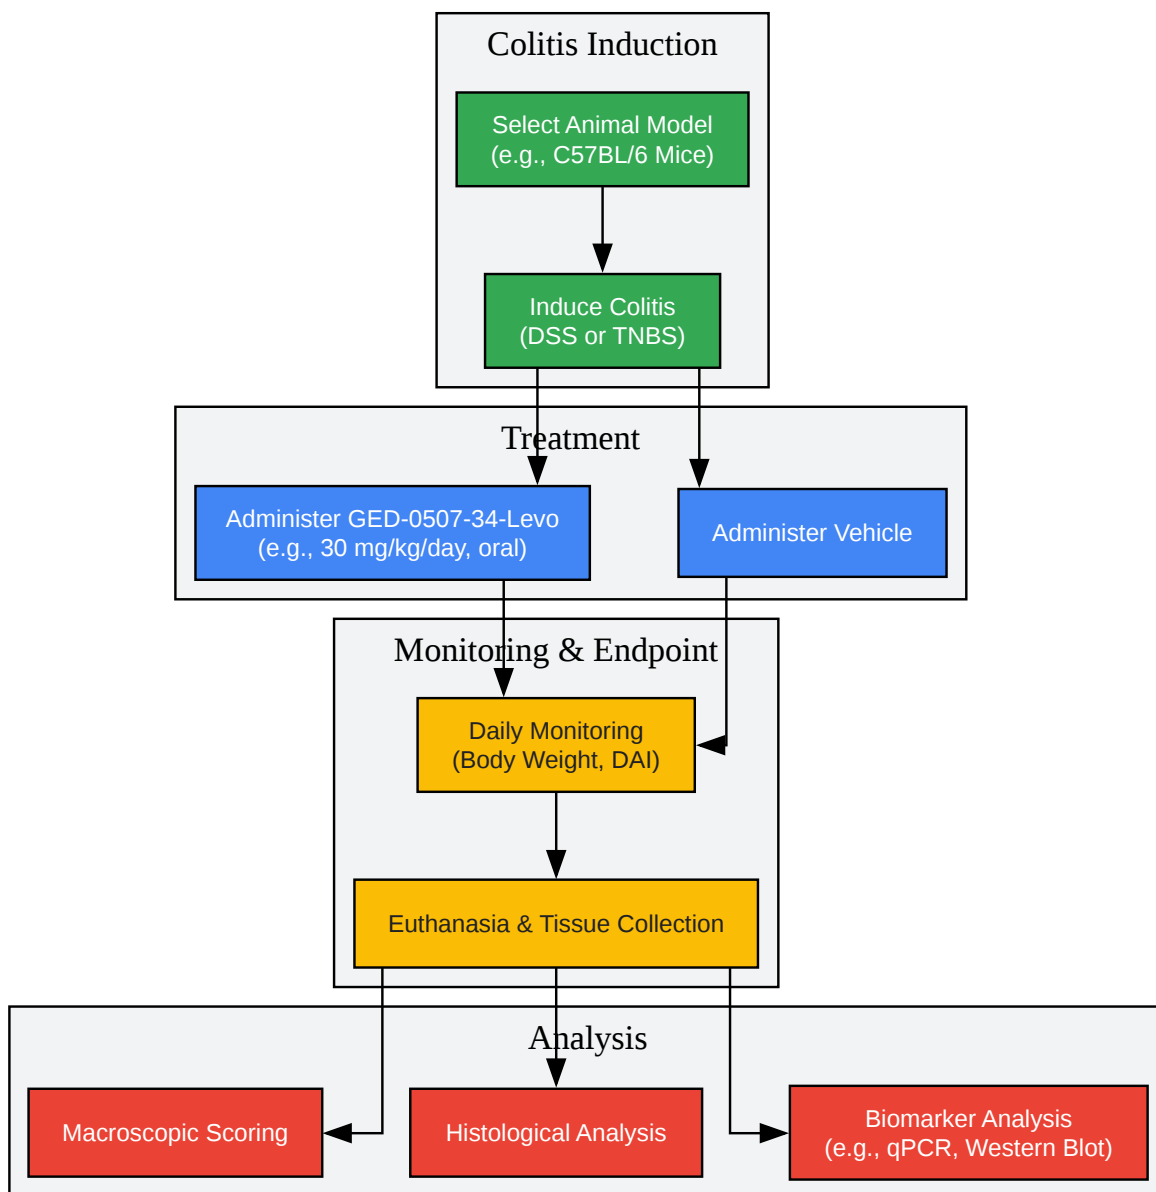 Colitis Induction
Select Animal Model
(e.g., C57BL/6 Mice)
Induce Colitis
(DSS or TNBS)
Treatment
Administer GED-0507-34-Levo
(e.g., 30 mg/kg/day, oral)
Administer Vehicle
Monitoring & Endpoint
Daily Monitoring
(Body Weight, DAI)
Euthanasia & Tissue Collection
Analysis
Macroscopic Scoring
Histological Analysis
Biomarker Analysis
(e.g., qPCR, Western Blot)